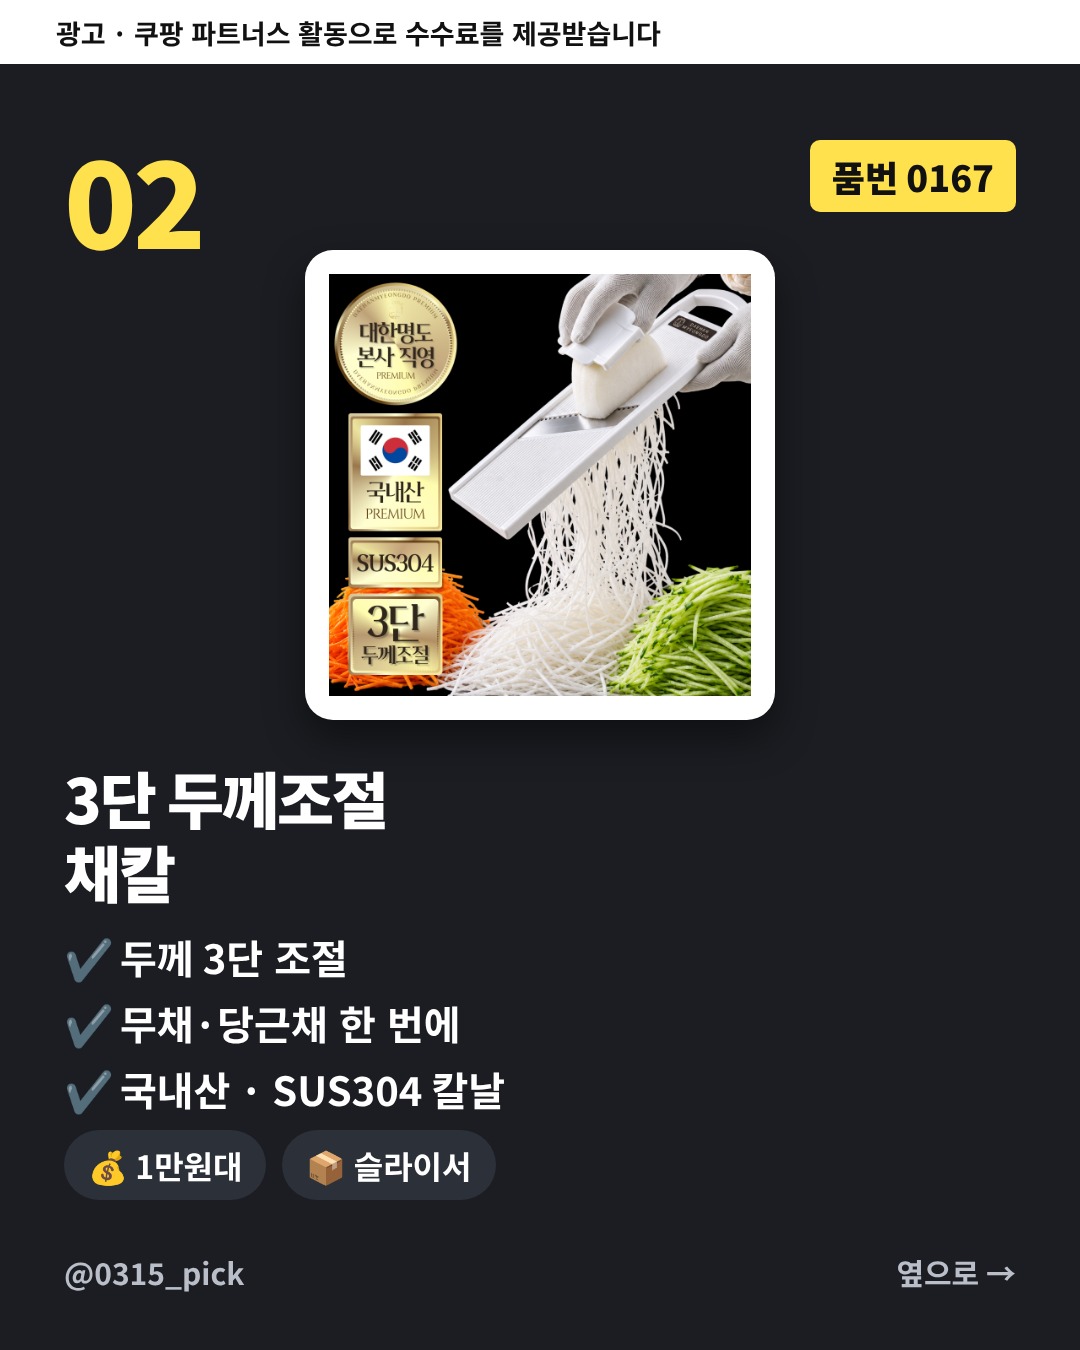 광고 · 쿠팡 파트너스 활동으로 수수료를 제공받습니다
02
품번 0167
대한명도
본사 직영
PREMIUM
국내산
PREMIUM
SUS304
3단
두께조절
3단 두께조절
채칼
✔️ 두께 3단 조절
✔️ 무채·당근채 한 번에
✔️ 국내산 · SUS304 칼날
💰 1만원대
📦 슬라이서
@0315_pick
옆으로 →